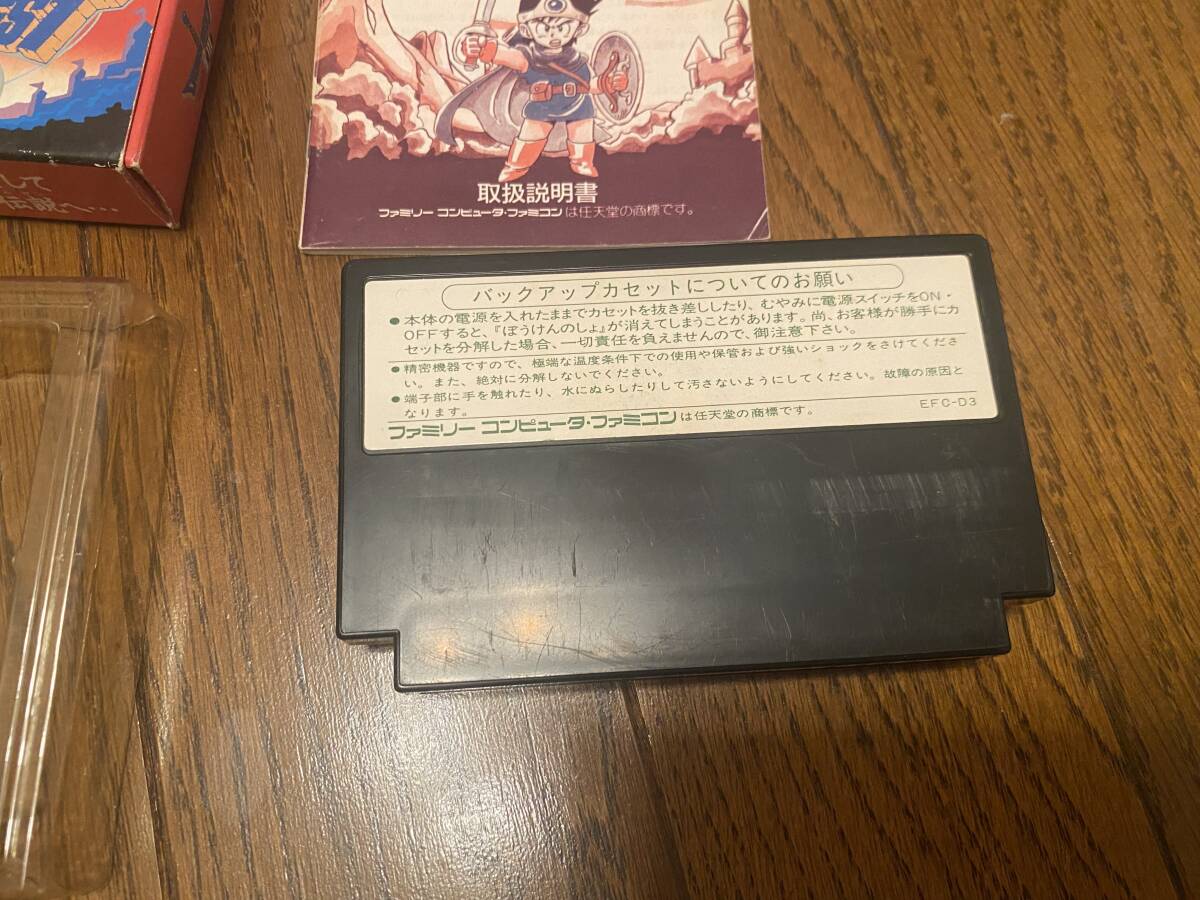 して
伝説へ…
取扱説明書
ファミリー コンピュータ・ファミコンは任天堂の商標です。
バックアップカセットについてのお願い
●本体の電源を入れたままでカセットを抜き差ししたり、むやみに電源スイッチをON・
OFFすると、『ぼうけんのしょ』が消えてしまうことがあります。尚、お客様が勝手にカ
セットを分解した場合、一切責任を負えませんので、御注意下さい。
●精密機器ですので、極端な温度条件下での使用や保管および強いショックをさけてくださ
い。また、絶対に分解しないでください。
●端子部に手を触れたり、水にぬらしたりして汚さないようにしてください。故障の原因と
なります。
EFC-D3
ファミリー コンピュータ・ファミコンは任天堂の商標です。